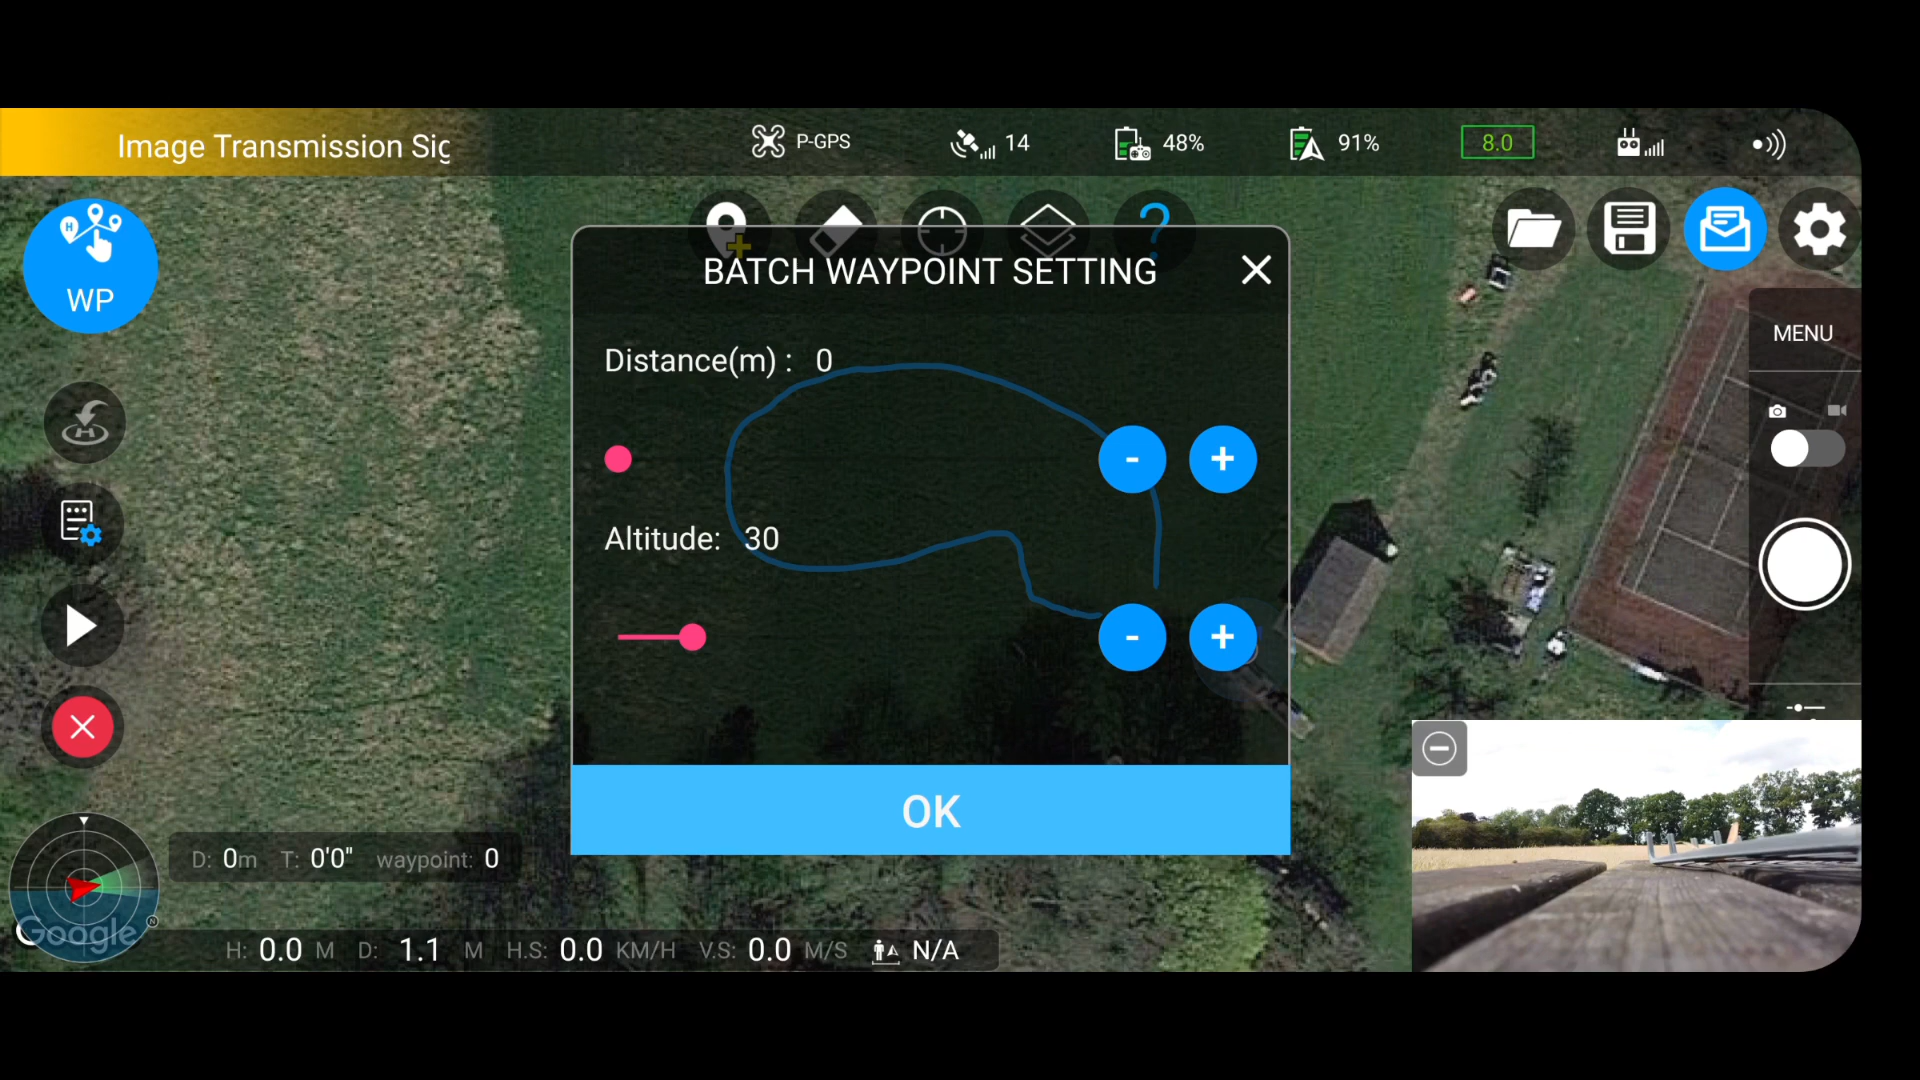 Image Transmission Sig
P-GPS
14
48%
91%
8.0
WP
?
BATCH WAYPOINT SETTING
MENU
Distance(m) : 0
- +
Altitude: 30
- +
OK
D: 0m T: 0'0" waypoint: 0
Google
N
H: 0.0 M D: 1.1 M H.S: 0.0 KM/H V.S: 0.0 M/S N/A